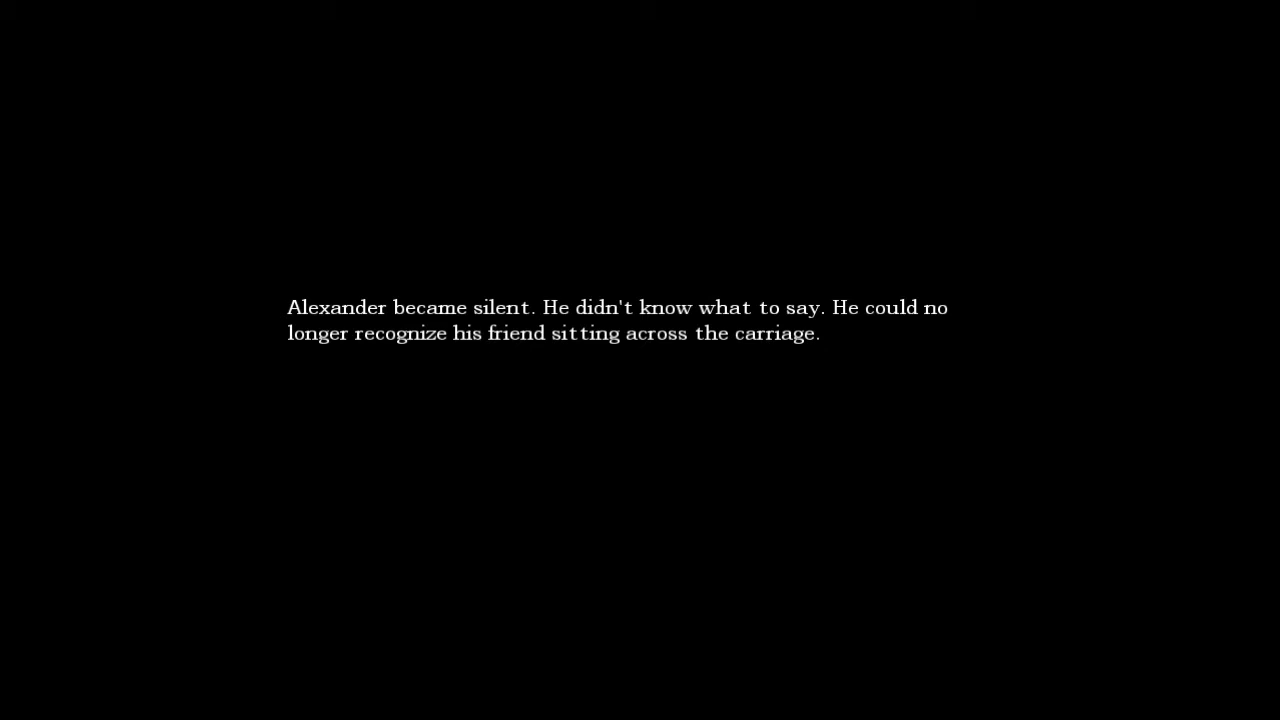 Alexander became silent. He didn't know what to say. He could no
longer recognize his friend sitting across the carriage.